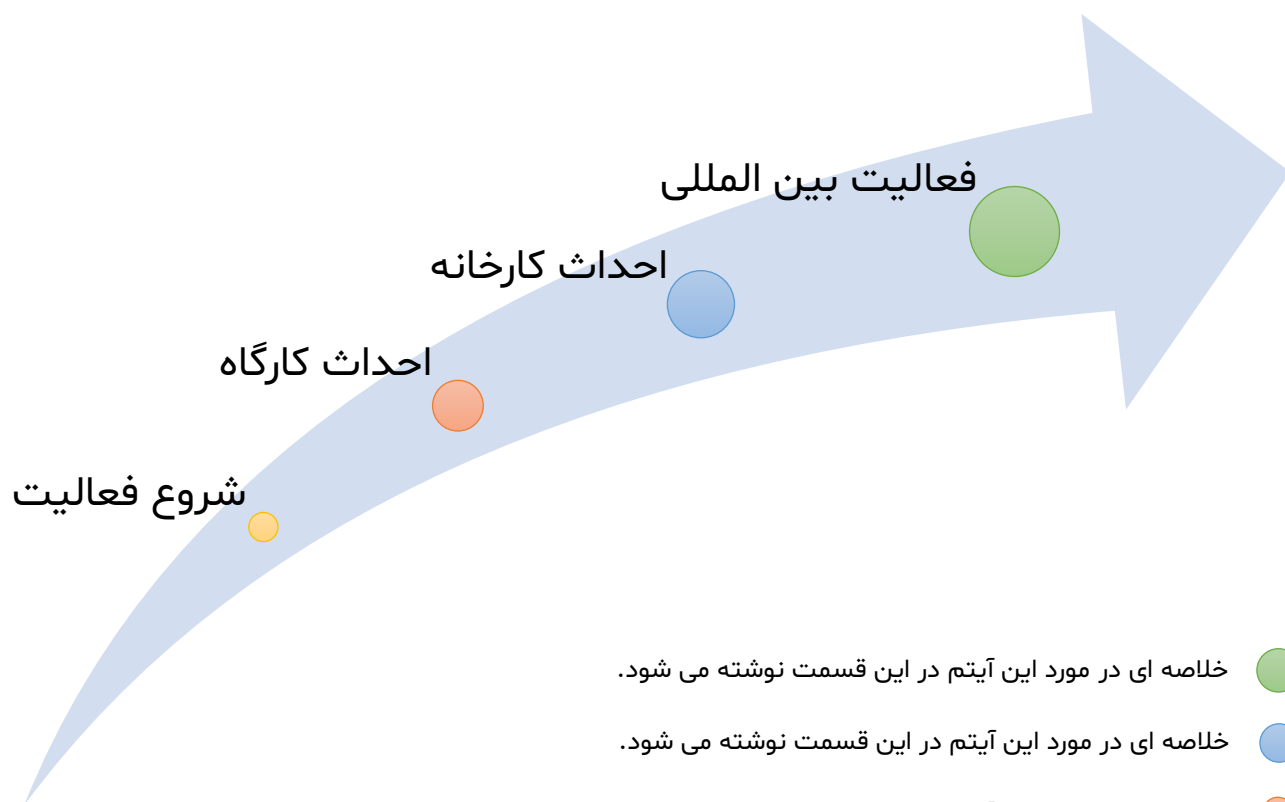 فعالیت بین المللی
احداث کارخانه
احداث کارگاه
شروع فعالیت
خلاصه ای در مورد این آیتم در این قسمت نوشته می شود.
خلاصه ای در مورد این آیتم در این قسمت نوشته می شود.